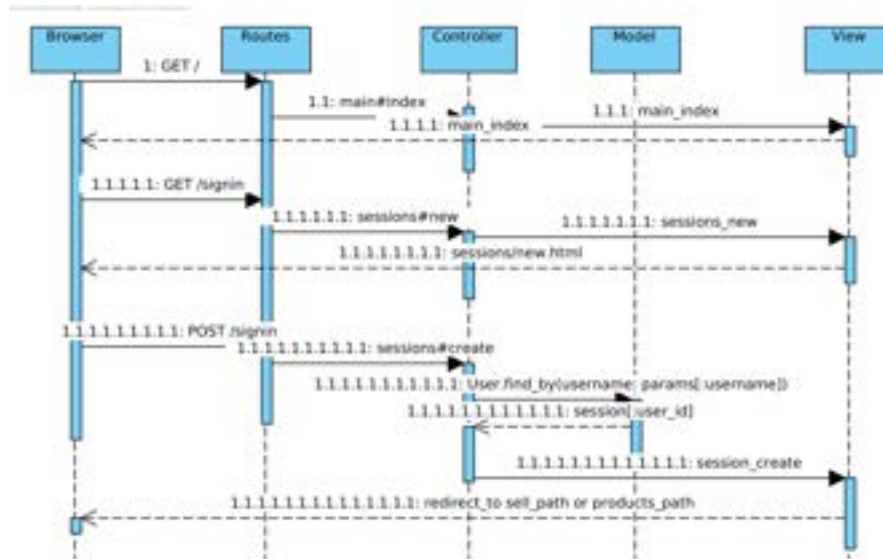 Browser
Routes
Controller
Model
View
1: GET /
1.1: main#index
1.1.1: main_index
1.1.1.1: main_index
1.1.1.1.1: GET /signin
1.1.1.1.1.1: sessions#new
1.1.1.1.1.1.1: sessions_new
1.1.1.1.1.1.1.1: sessions/new.html
1.1.1.1.1.1.1.1.1: POST /signin
1.1.1.1.1.1.1.1.1.1: sessions#create
1.1.1.1.1.1.1.1.1.1.1: User.find_by(username: params[:username])
1.1.1.1.1.1.1.1.1.1.1.1: session[:user_id]
1.1.1.1.1.1.1.1.1.1.1.1.1: session_create
1.1.1.1.1.1.1.1.1.1.1.1.1.1: redirect_to sell_path or products_path